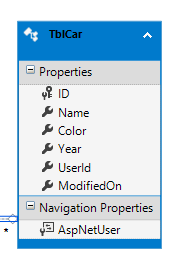 TblCar
Properties
ID
Name
Color
Year
UserId
ModifiedOn
Navigation Properties
*
AspNetUser